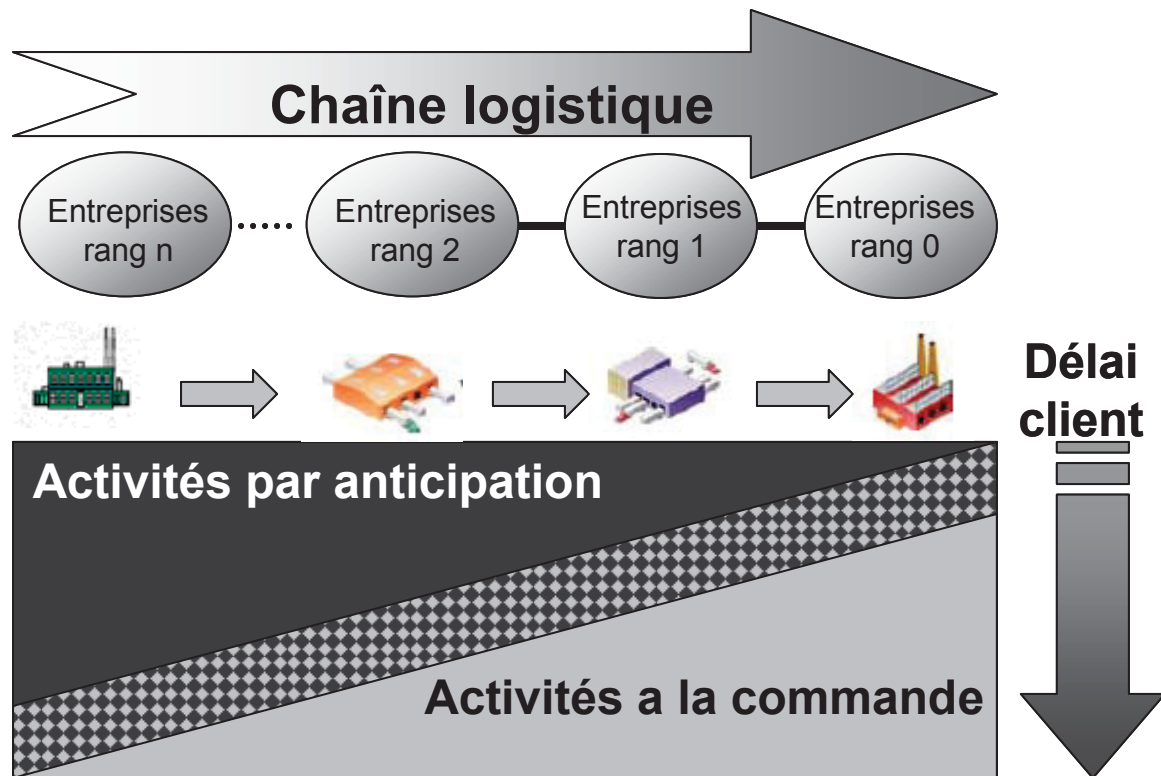 Chaîne logistique
Entreprises
rang n
Entreprises
rang 2
Entreprises
rang 1
Entreprises
rang 0
Délai
client
Activités par anticipation
Activités a la commande